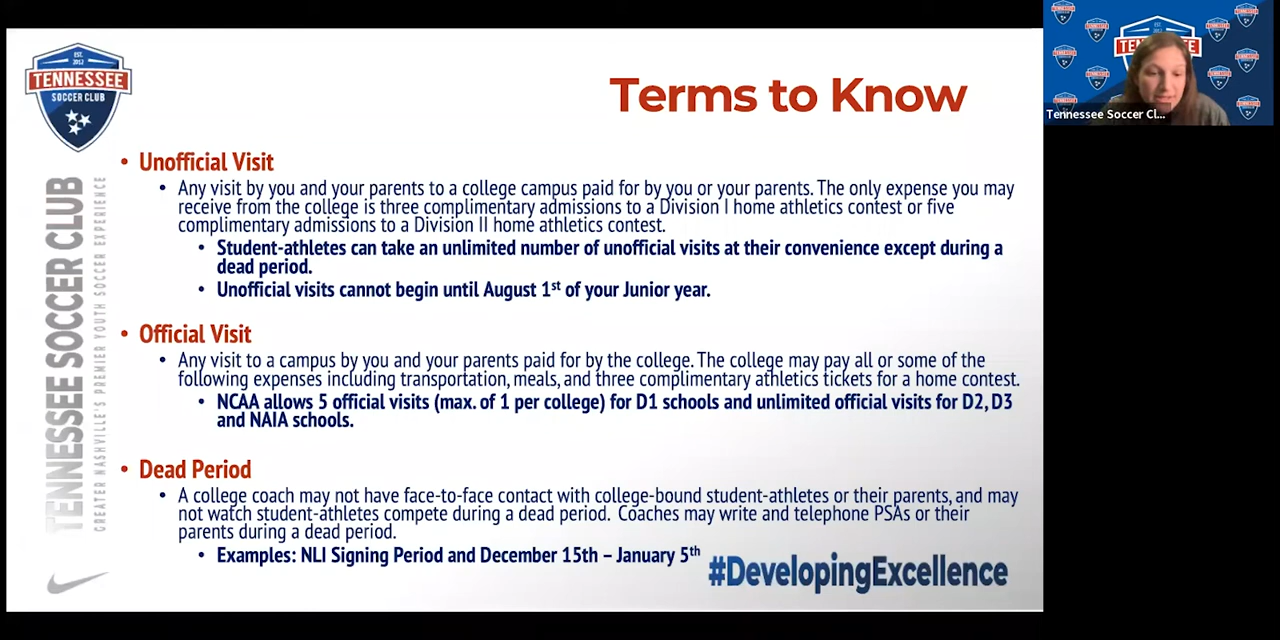 EST.
2012
TENNESSEE
SOCCER CLUB
Terms to Know
• Unofficial Visit
• Any visit by you and your parents to a college campus paid for by you or your parents. The only expense you may
receive from the college is three complimentary admissions to a Division I home athletics contest or five
complimentary admissions to a Division II home athletics contest.
• Student-athletes can take an unlimited number of unofficial visits at their convenience except during a
dead period.
• Unofficial visits cannot begin until August 1st of your Junior year.
• Official Visit
• Any visit to a campus by you and your parents paid for by the college. The college may pay all or some of the
following expenses including transportation, meals, and three complimentary athletics tickets for a home contest.
• NCAA allows 5 official visits (max. of 1 per college) for D1 schools and unlimited official visits for D2, D3
and NAIA schools.
• Dead Period
• A college coach may not have face-to-face contact with college-bound student-athletes or their parents, and may
not watch student-athletes compete during a dead period.  Coaches may write and telephone PSAs or their
parents during a dead period.
• Examples: NLI Signing Period and December 15th – January 5th
#DevelopingExcellence
TENNESSEE SOCCER CLUB
GREATER NASHVILLE'S PREMIER YOUTH SOCCER EXPERIENCE
Tennessee Soccer Cl...